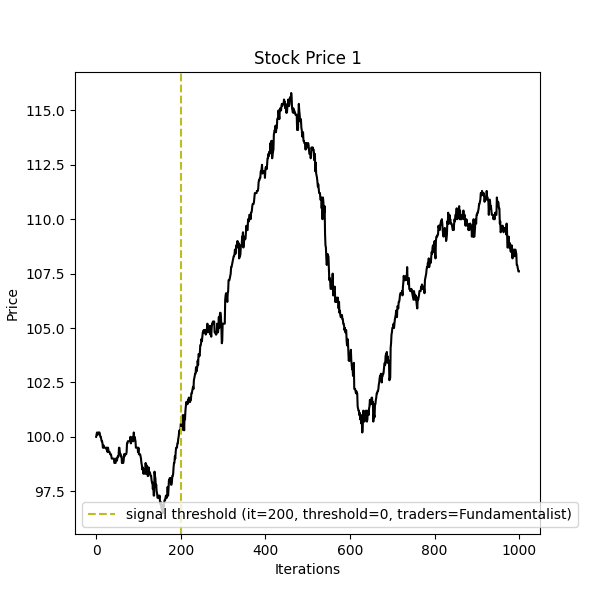 Stock Price 1
115.0
112.5
110.0
107.5
105.0
102.5
100.0
97.5
Price
signal threshold (it=200, threshold=0, traders=Fundamentalist)
0 200 400 600 800 1000
Iterations